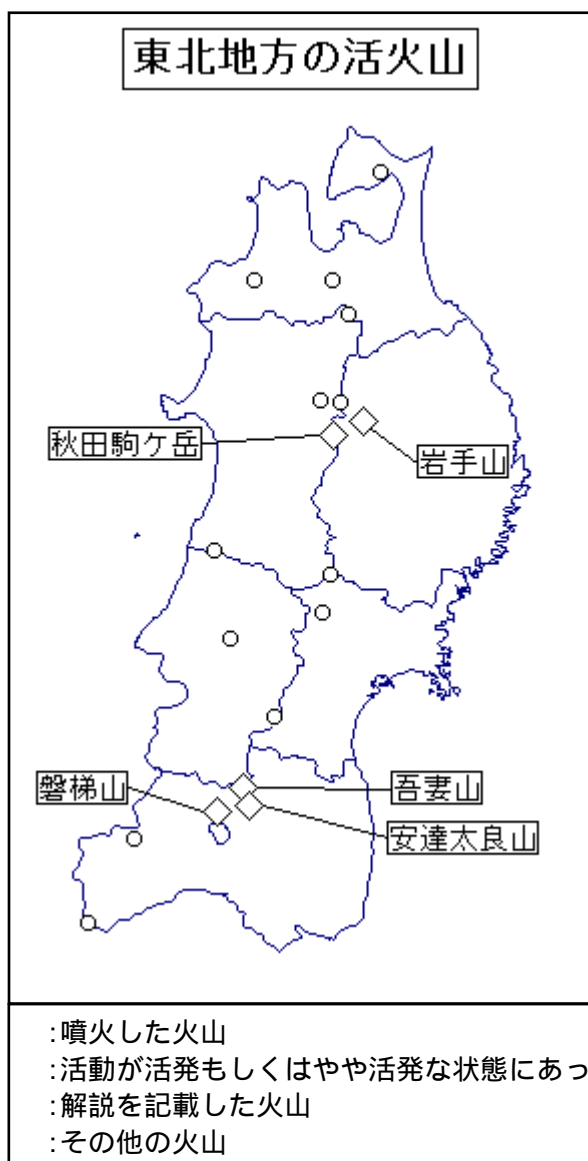 東北地方の活火山
秋田駒ケ岳
岩手山
磐梯山
吾妻山
安達太良山
:噴火した火山
:活動が活発もしくはやや活発な状態にあっ
:解説を記載した火山
:その他の火山